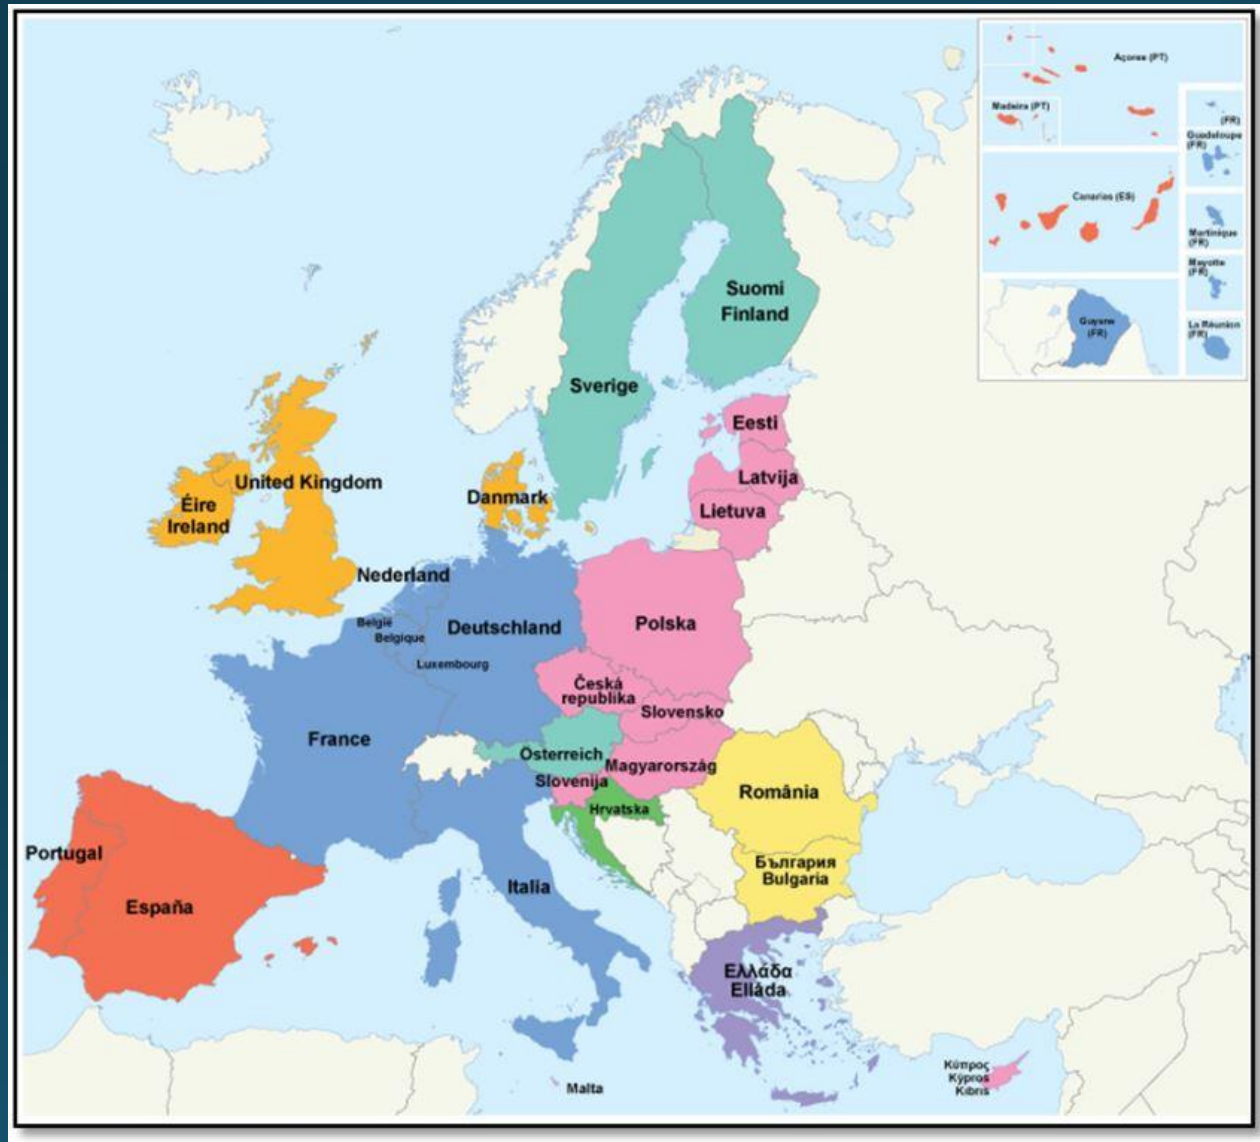 Açores (PT)
Madeira (PT)
(FR)
Guadeloupe
(FR)
Canarias (ES)
Martinique
(FR)
Mayotte
(FR)
Guyane
(FR)
La Réunion
(FR)
Suomi
Finland
Sverige
Eesti
Latvija
Lietuva
United Kingdom
Éire
Ireland
Danmark
Nederland
België
Belgique
Deutschland
Luxembourg
Polska
Česká
republika
Slovensko
France
Österreich
Magyarország
Slovenija
Hrvatska
România
България
Bulgaria
Portugal
España
Italia
Ελλάδα
Elláda
Malta
Κύπρος
Kýpros
Kıbrıs